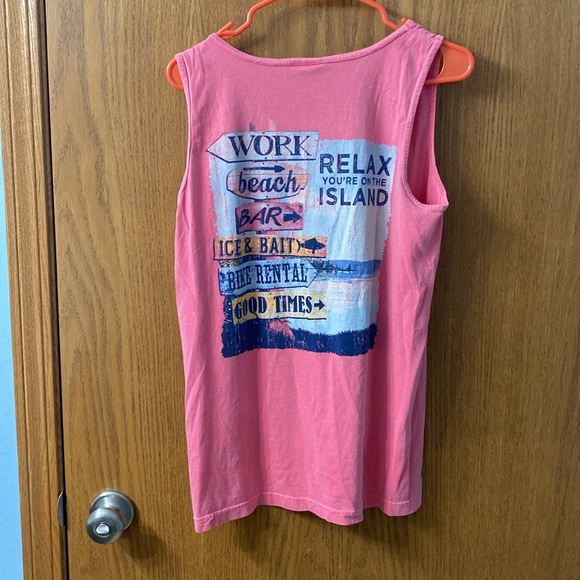 WORK
beach
BAR
ICE & BAIT
BIKE RENTAL
GOOD TIMES
RELAX
YOU'RE ON THE
ISLAND